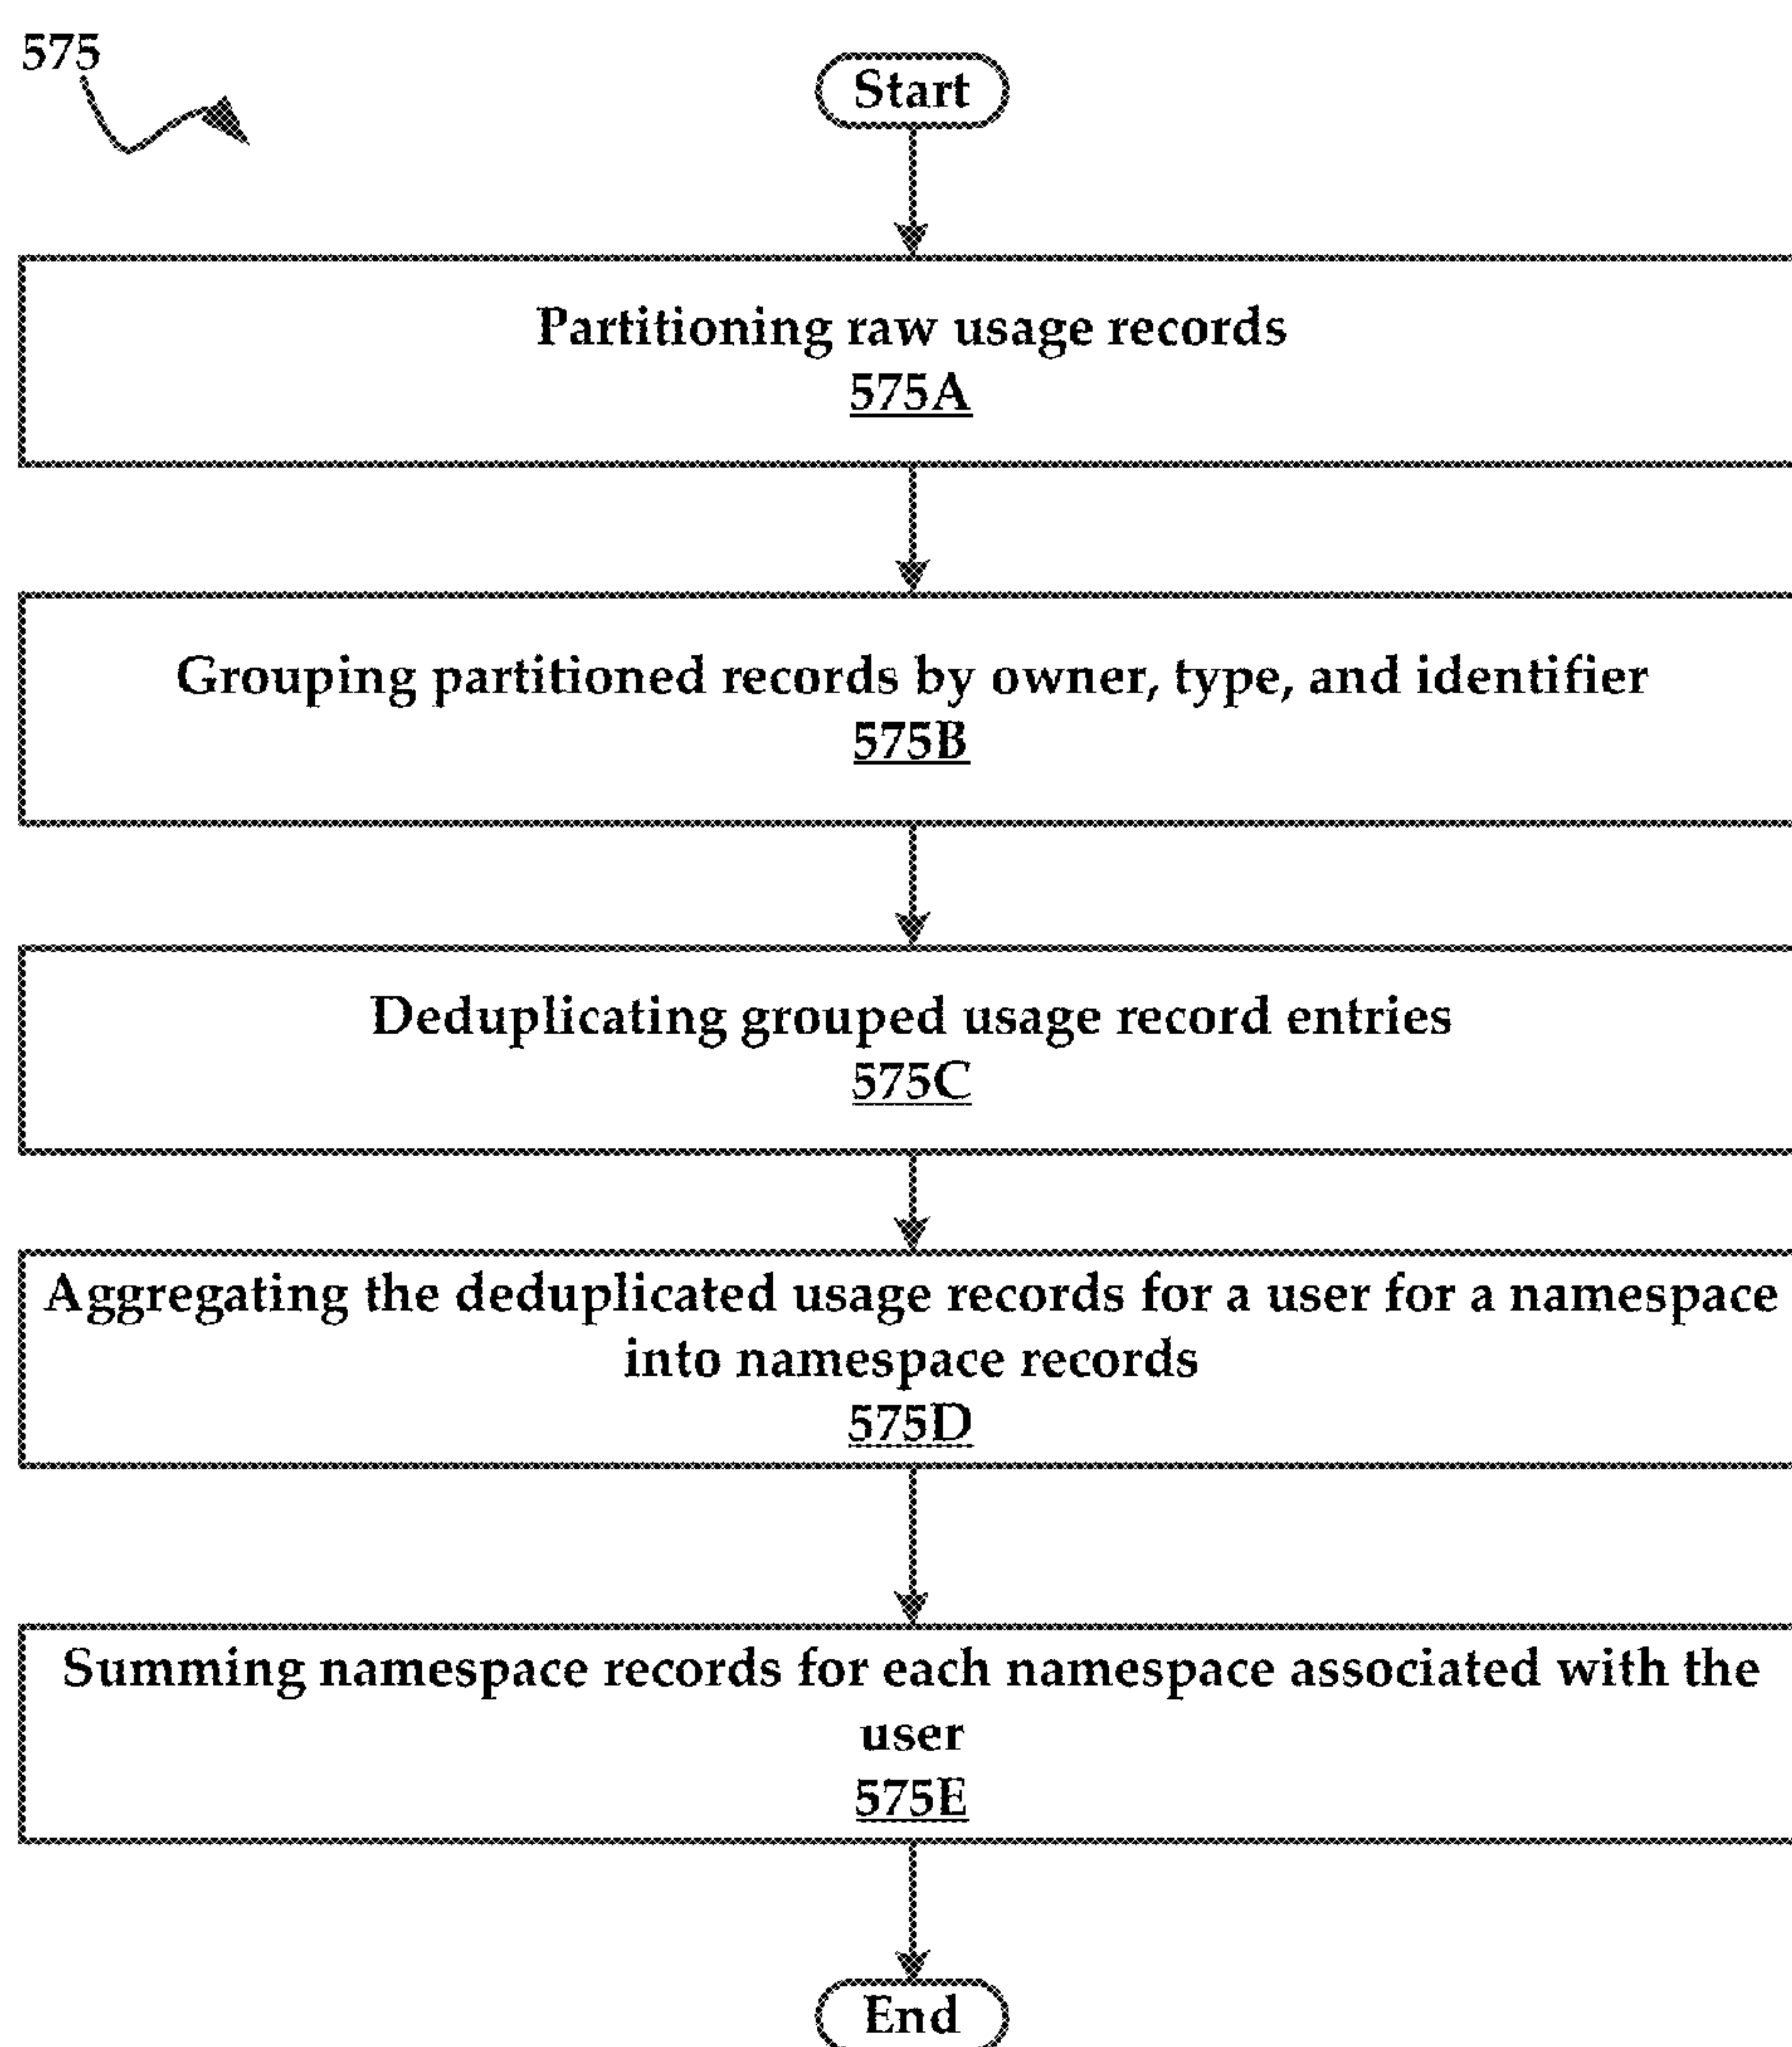 575
Start
Partitioning raw usage records
575A
Grouping partitioned records by owner, type, and identifier
575B
Deduplicating grouped usage record entries
575C
Aggregating the deduplicated usage records for a user for a namespace
into namespace records
575D
Summing namespace records for each namespace associated with the
user
575E
End